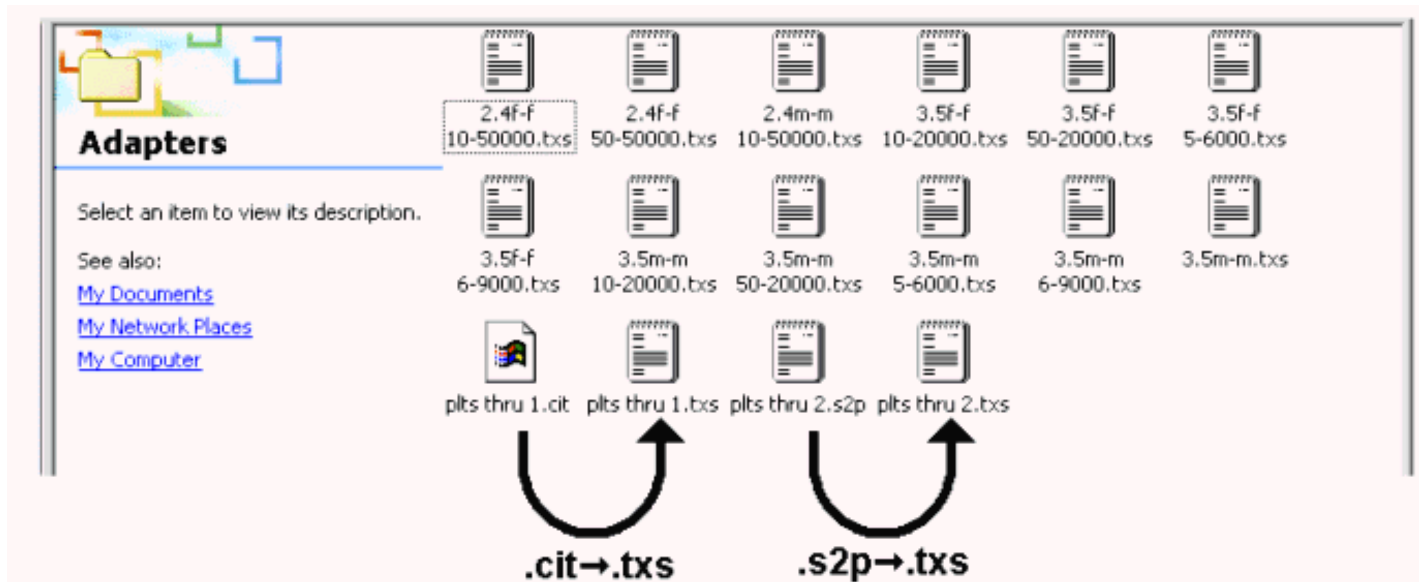 Adapters
Select an item to view its description.
See also:
My Documents
My Network Places
My Computer
2.4f-f
10-50000.txs
2.4f-f
50-50000.txs
2.4m-m
10-50000.txs
3.5f-f
10-20000.txs
3.5f-f
50-20000.txs
3.5f-f
5-6000.txs
3.5f-f
6-9000.txs
3.5m-m
10-20000.txs
3.5m-m
50-20000.txs
3.5m-m
5-6000.txs
3.5m-m
6-9000.txs
3.5m-m.txs
plts thru 1.cit
plts thru 1.txs
plts thru 2.s2p
plts thru 2.txs
.cit→.txs
.s2p→.txs